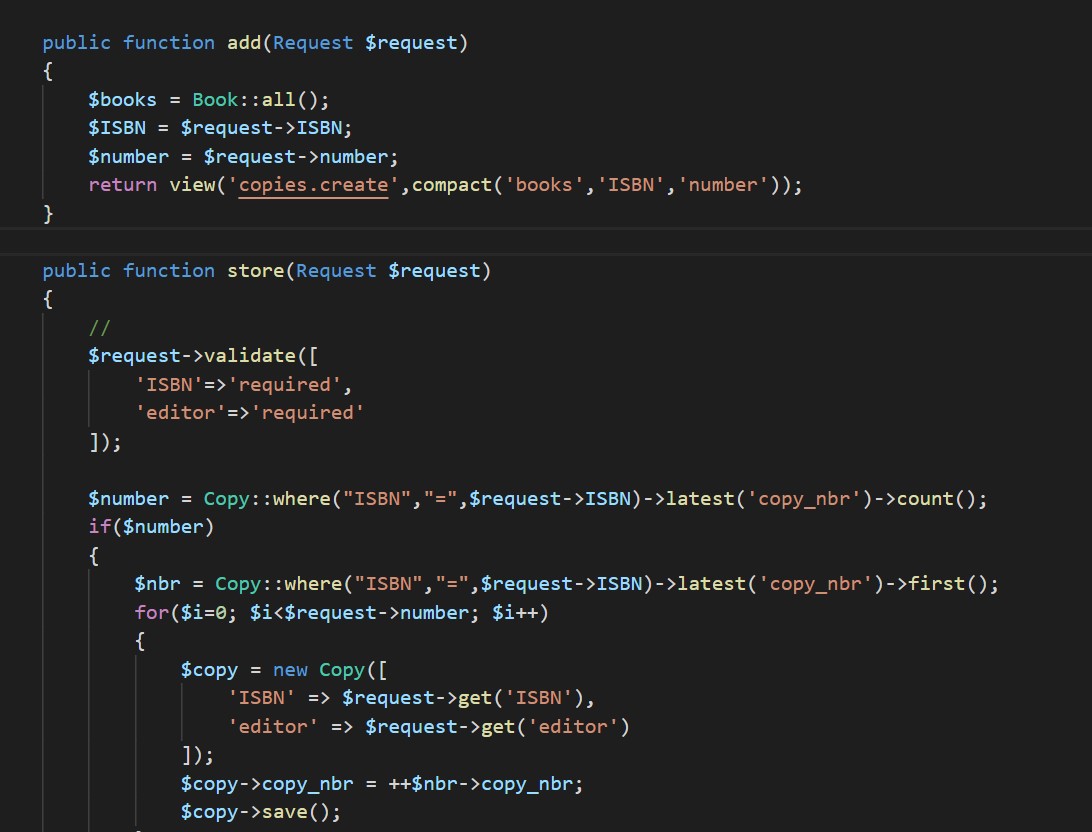 public function add(Request $request)
{
    $books = Book::all();
    $ISBN = $request->ISBN;
    $number = $request->number;
    return view('copies.create',compact('books','ISBN','number'));
}
public function store(Request $request)
{
    //
    $request->validate([
        'ISBN'=>'required',
        'editor'=>'required'
    ]);
    $number = Copy::where("ISBN","=",$request->ISBN)->latest('copy_nbr')->count();
    if($number)
    {
        $nbr = Copy::where("ISBN","=",$request->ISBN)->latest('copy_nbr')->first();
        for($i=0; $i<$request->number; $i++)
        {
            $copy = new Copy([
                'ISBN' => $request->get('ISBN'),
                'editor' => $request->get('editor')
            ]);
            $copy->copy_nbr = ++$nbr->copy_nbr;
            $copy->save();